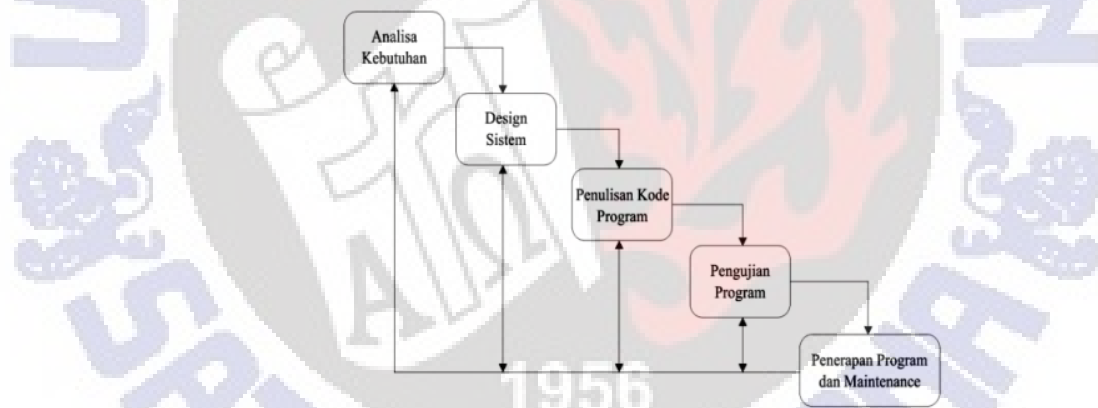 Analisa
Kebutuhan
Design
Sistem
Penulisan Kode
Program
Pengujian
Program
Penerapan Program
dan Maintenance
1956